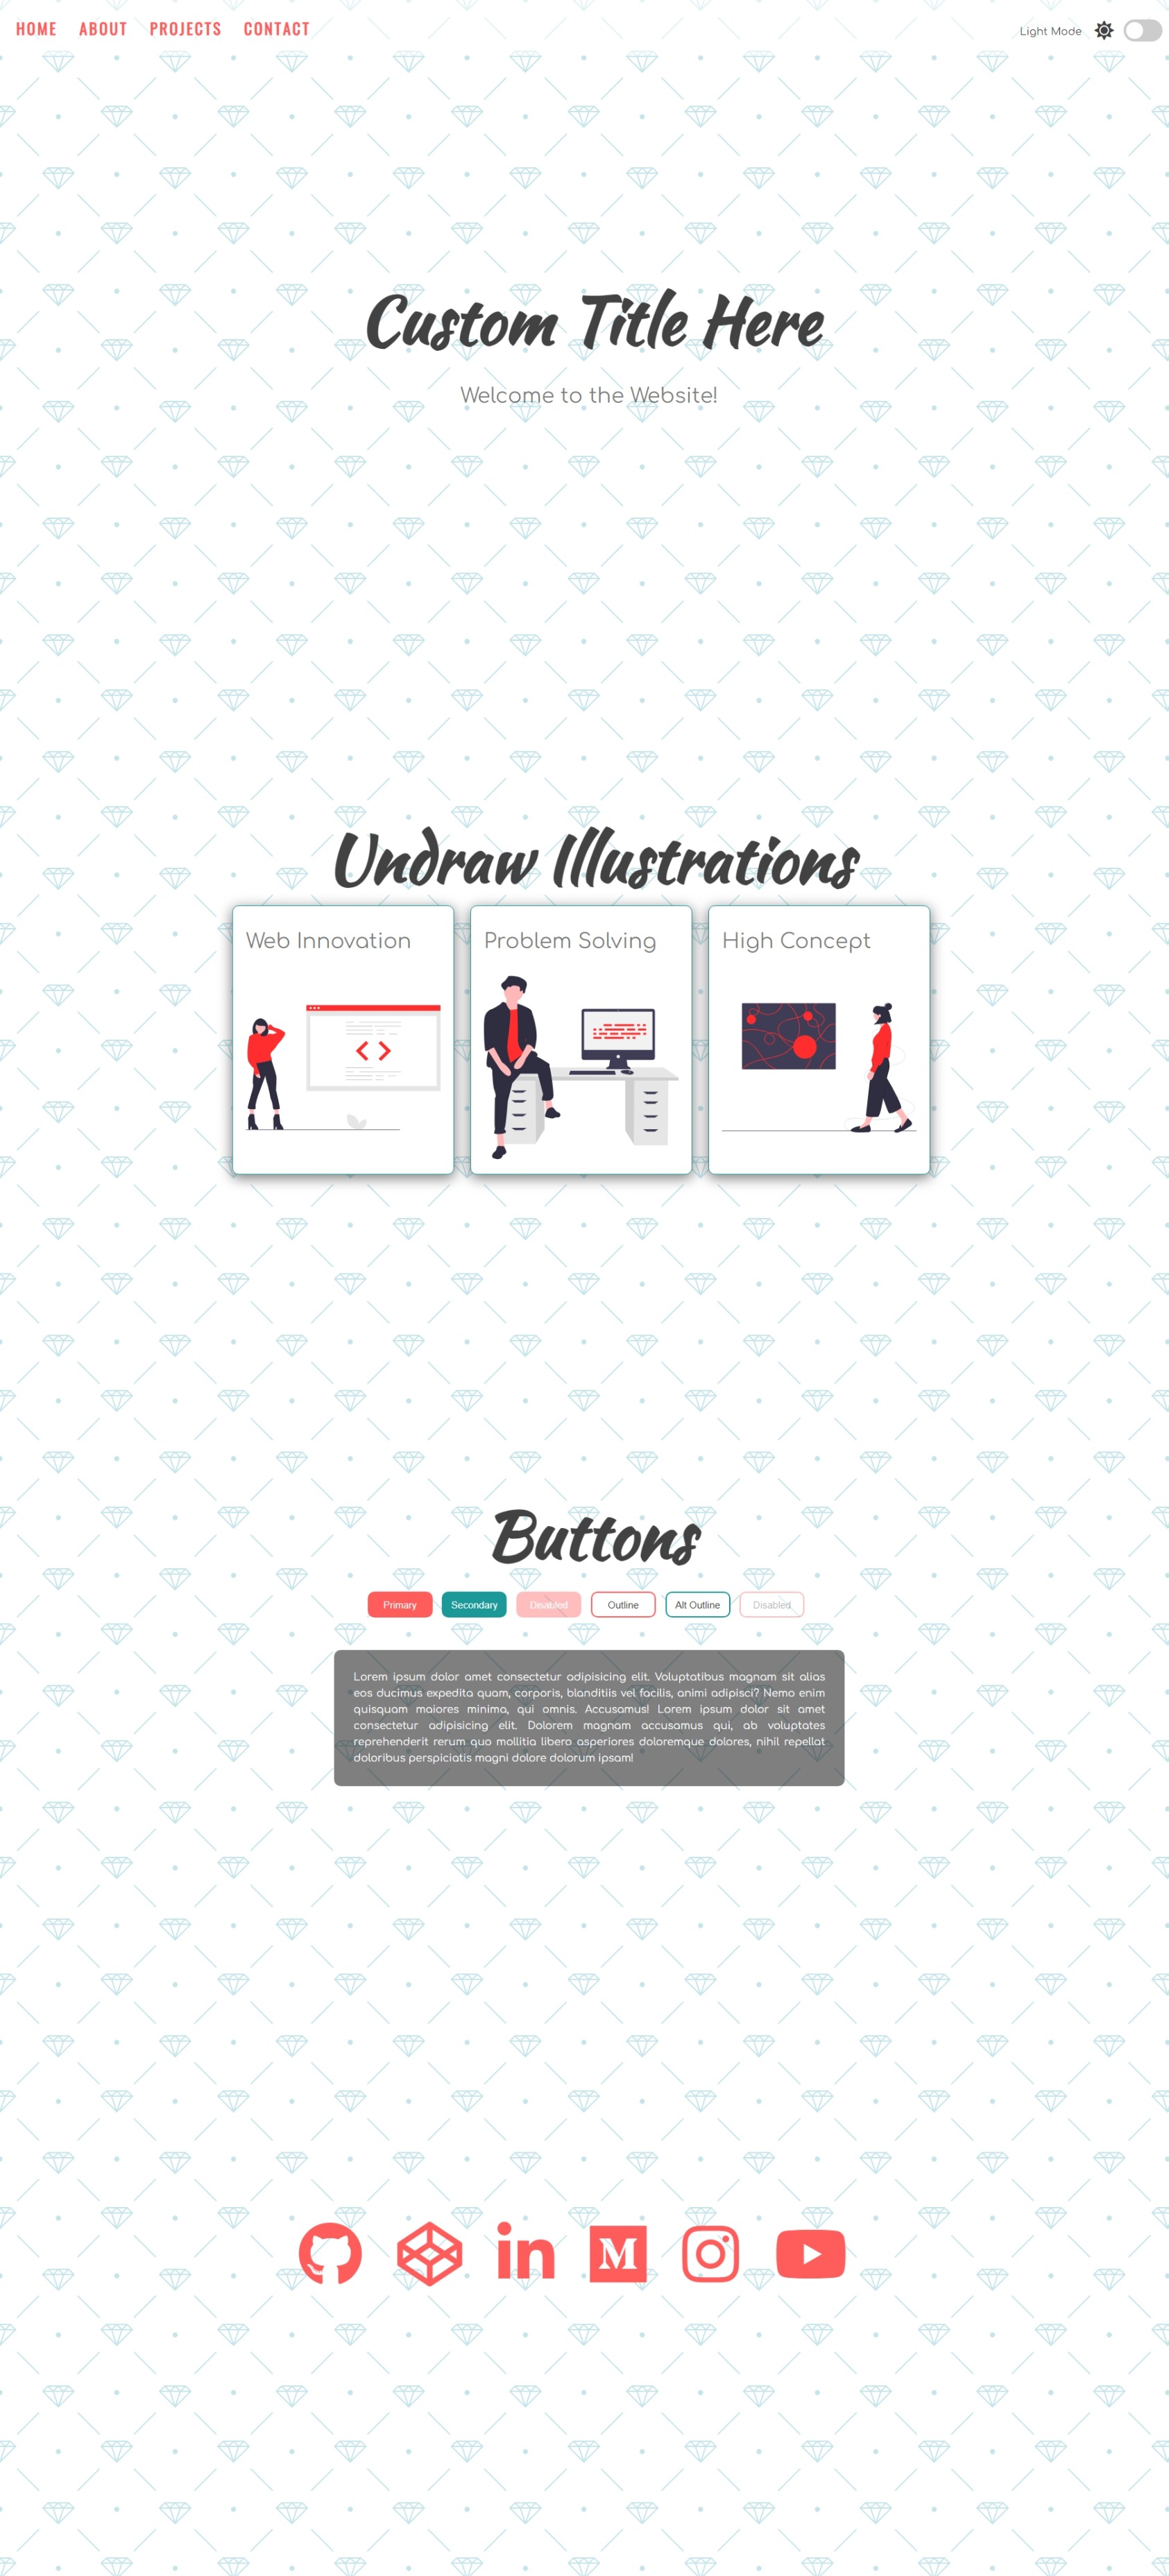 HOME ABOUT PROJECTS CONTACT Light Mode
Custom Title Here
Welcome to the Website!
Undraw Illustrations
Web Innovation
Problem Solving
High Concept
Buttons
Primary Secondary Disabled Outline Alt Outline Disabled
Lorem ipsum dolor amet consectetur adipisicing elit. Voluptatibus magnam sit alias
eos ducimus expedita quam, corporis, blanditiis vel facilis, animi adipisci? Nemo enim
quisquam maiores minima, qui omnis. Accusamus! Lorem ipsum dolor sit amet
consectetur adipisicing elit. Dolorem magnam accusamus qui, ab voluptates
reprehenderit rerum quo mollitia libero asperiores doloremque dolores, nihil repellat
doloribus perspiciatis magni dolore dolorum ipsam!
in M